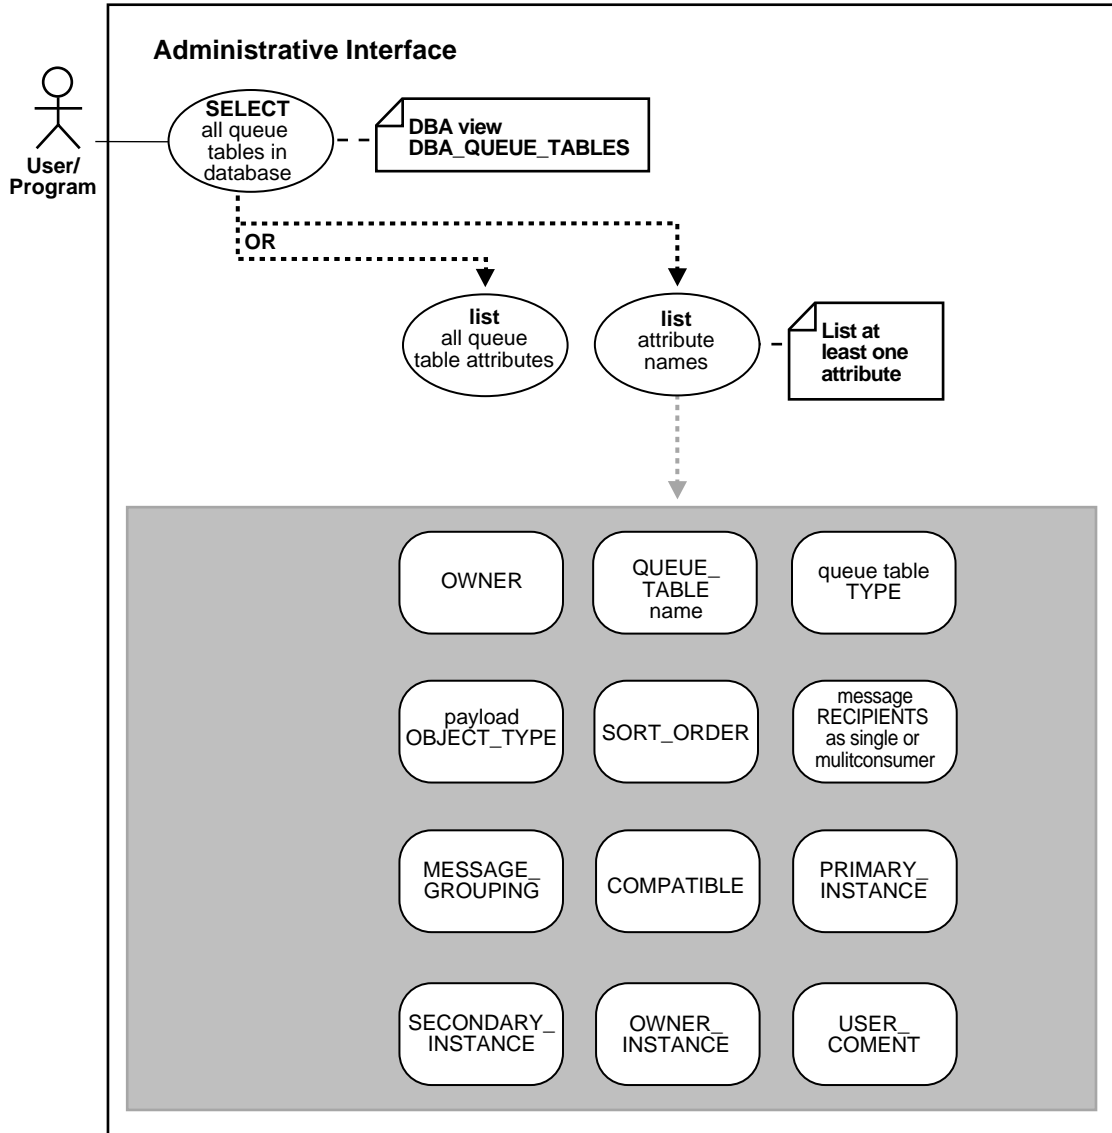 Administrative Interface
User/
Program
SELECT
all queue
tables in
database
DBA view
DBA_QUEUE_TABLES
OR
list
all queue
table attributes
list
attribute
names
List at
least one
attribute
OWNER
QUEUE_
TABLE
name
queue table
TYPE
payload
OBJECT_TYPE
SORT_ORDER
message
RECIPIENTS
as single or
mulitconsumer
MESSAGE_
GROUPING
COMPATIBLE
PRIMARY_
INSTANCE
SECONDARY_
INSTANCE
OWNER_
INSTANCE
USER_
COMENT